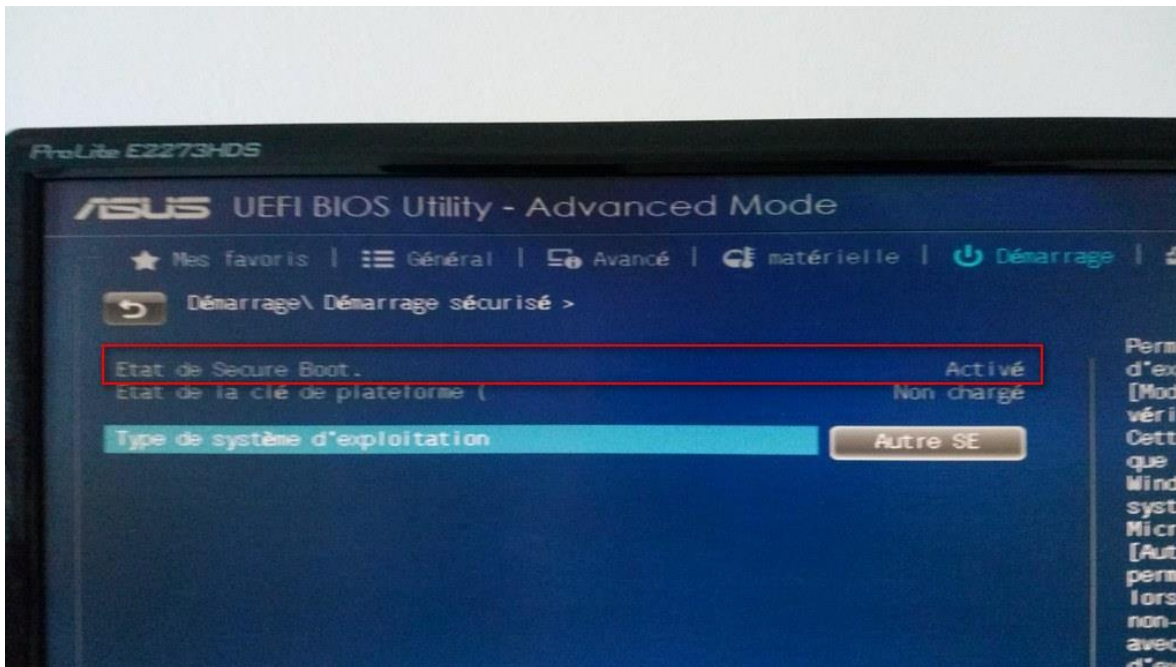 ProLite E2273HDS
ASUS UEFI BIOS Utility - Advanced Mode
Mes favoris | Général | Avancé | matérielle | Démarrage |
Démarrage\ Démarrage sécurisé >
Etat de Secure Boot. Activé
Etat de la clé de plateforme ( Non chargé
Type de système d'exploitation Autre SE
Perm
d'ex
[Mod
véri
Cett
que
Wind
syst
Micr
[Aut
perm
lors
non-
avec